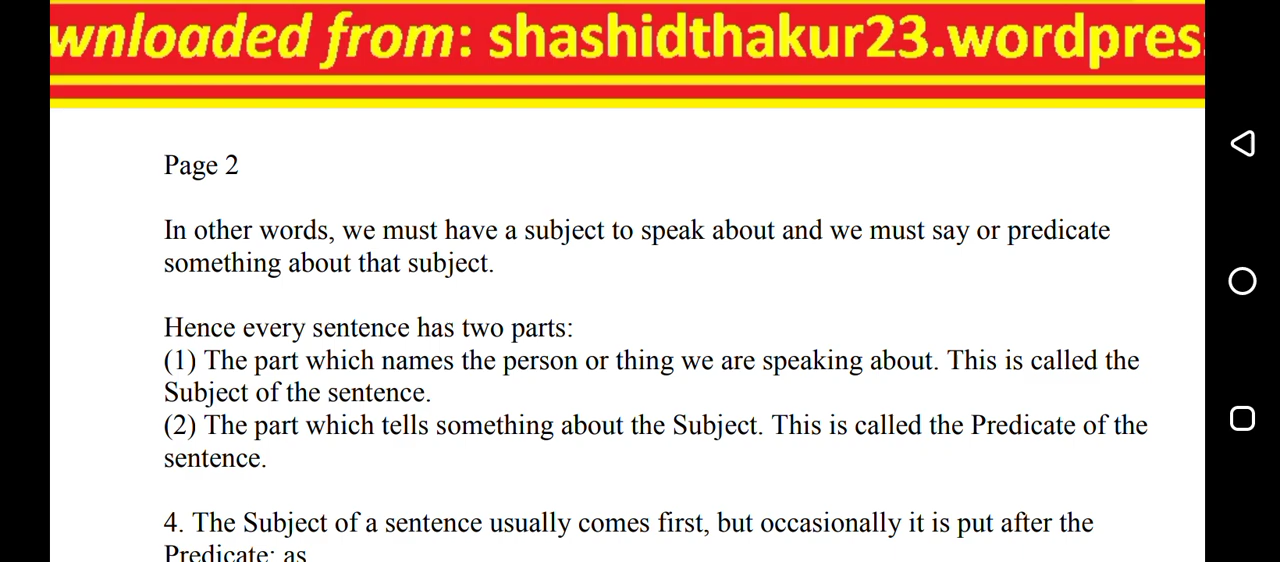 wnloaded from: shashidthakur23.wordpres
Page 2
In other words, we must have a subject to speak about and we must say or predicate
something about that subject.
Hence every sentence has two parts:
(1) The part which names the person or thing we are speaking about. This is called the
Subject of the sentence.
(2) The part which tells something about the Subject. This is called the Predicate of the
sentence.
4. The Subject of a sentence usually comes first, but occasionally it is put after the
Predicate; as